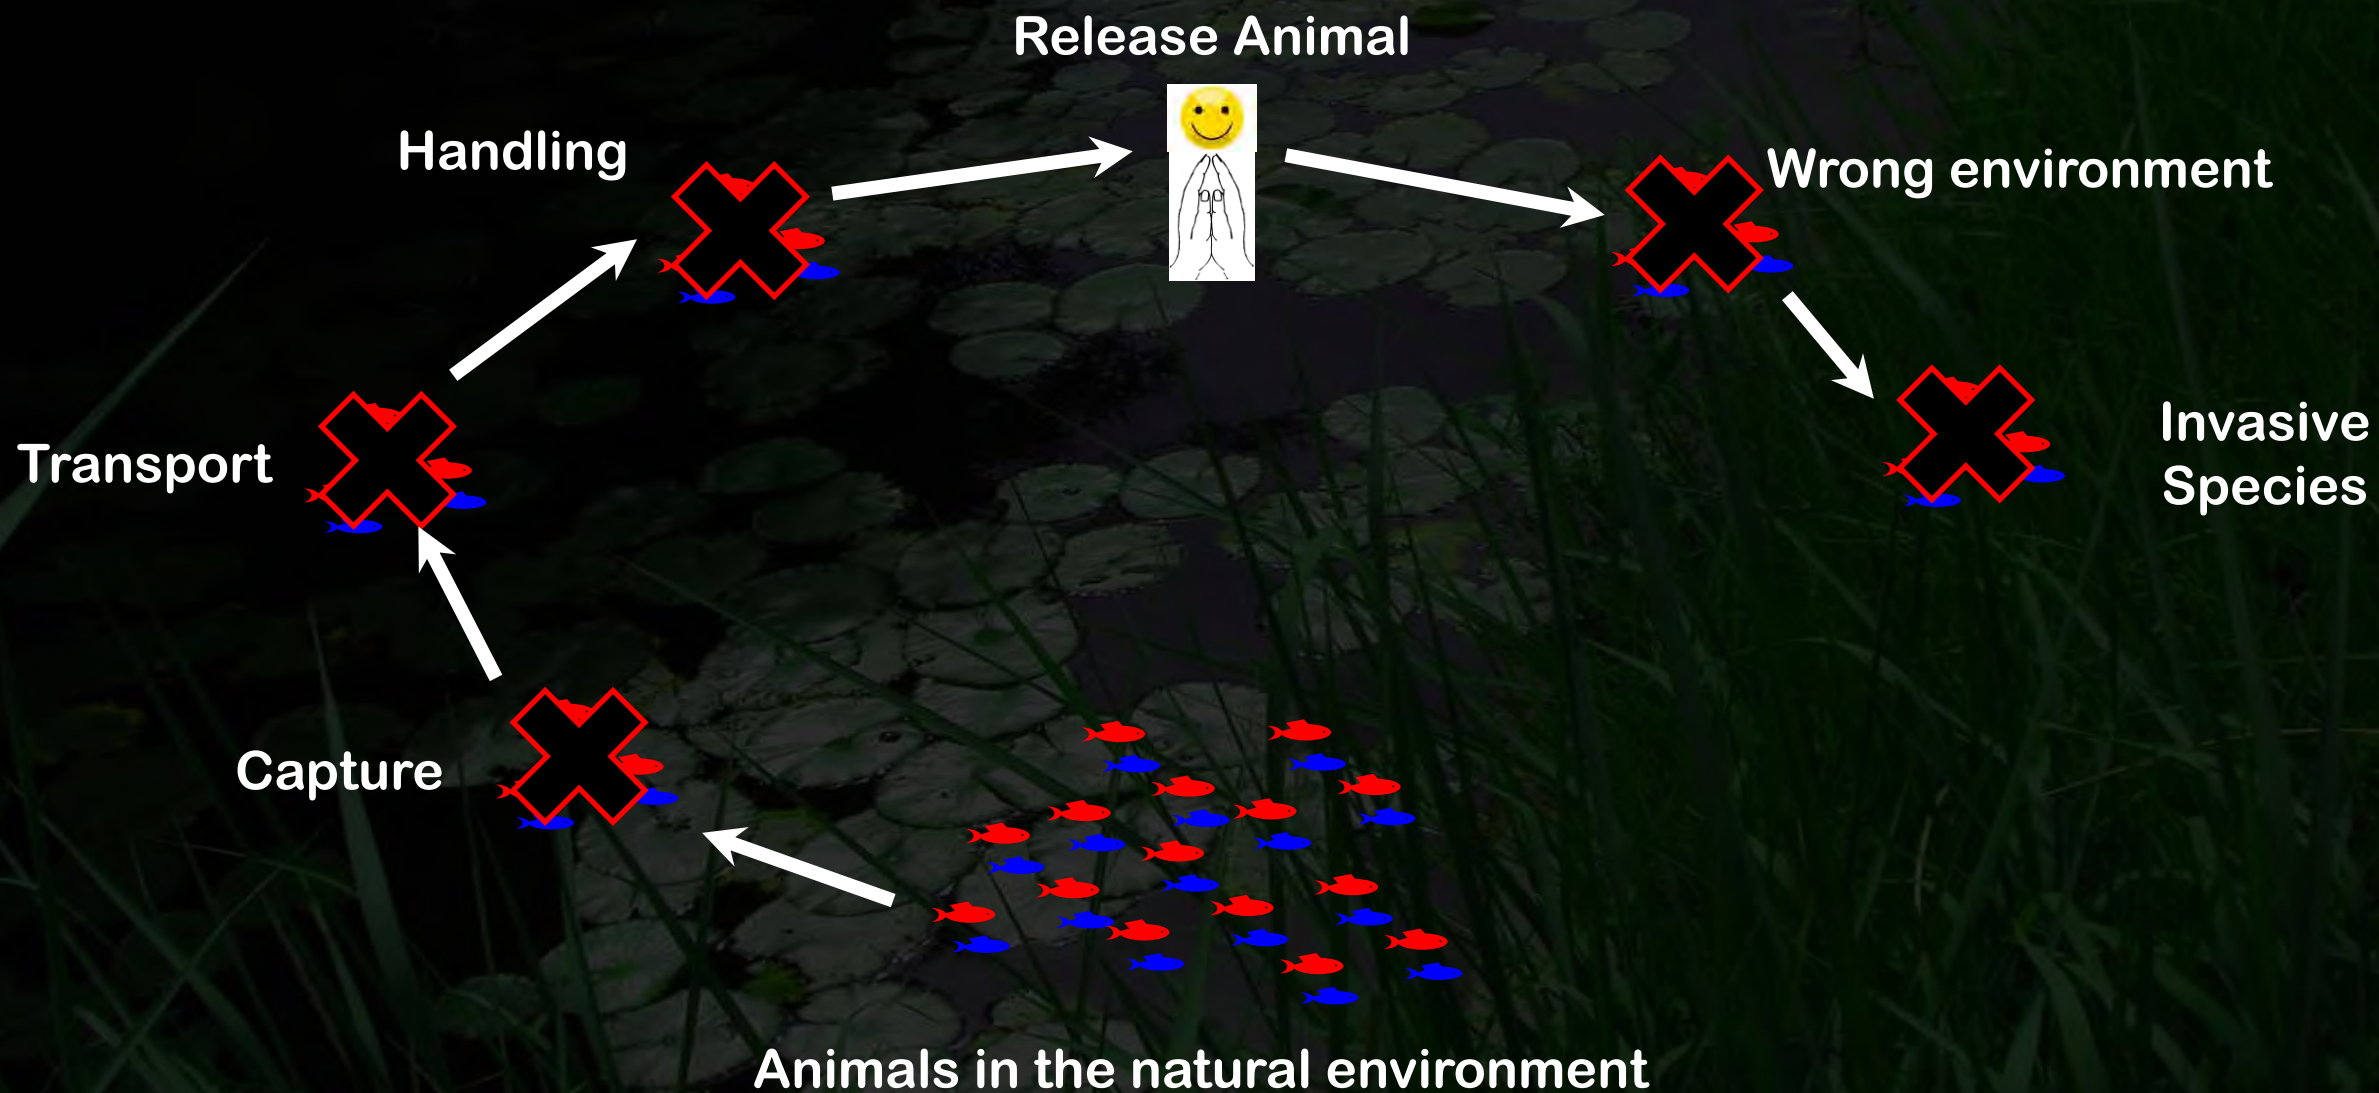 Release Animal
Handling
Wrong environment
Transport
Invasive
Species
Capture
Animals in the natural environment